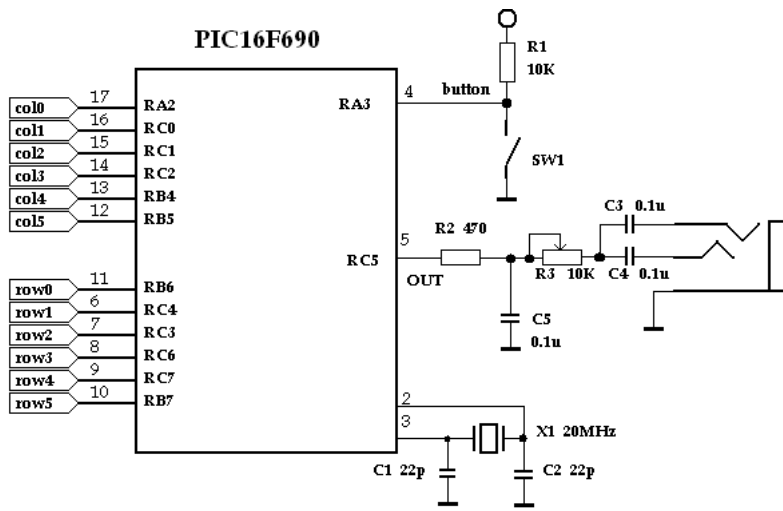 PIC16F690
R1
10K
button
4
RA3
SW1
col0 17 RA2
col1 16 RC0
col2 15 RC1
col3 14 RC2
col4 13 RB4
col5 12 RB5
C3 0.1u
R2 470
5
RC5
OUT
R3 10K
C4 0.1u
C5
0.1u
row0 11 RB6
row1 6 RC4
row2 7 RC3
row3 8 RC6
row4 9 RC7
row5 10 RB7
2
3
X1 20MHz
C1 22p
C2 22p